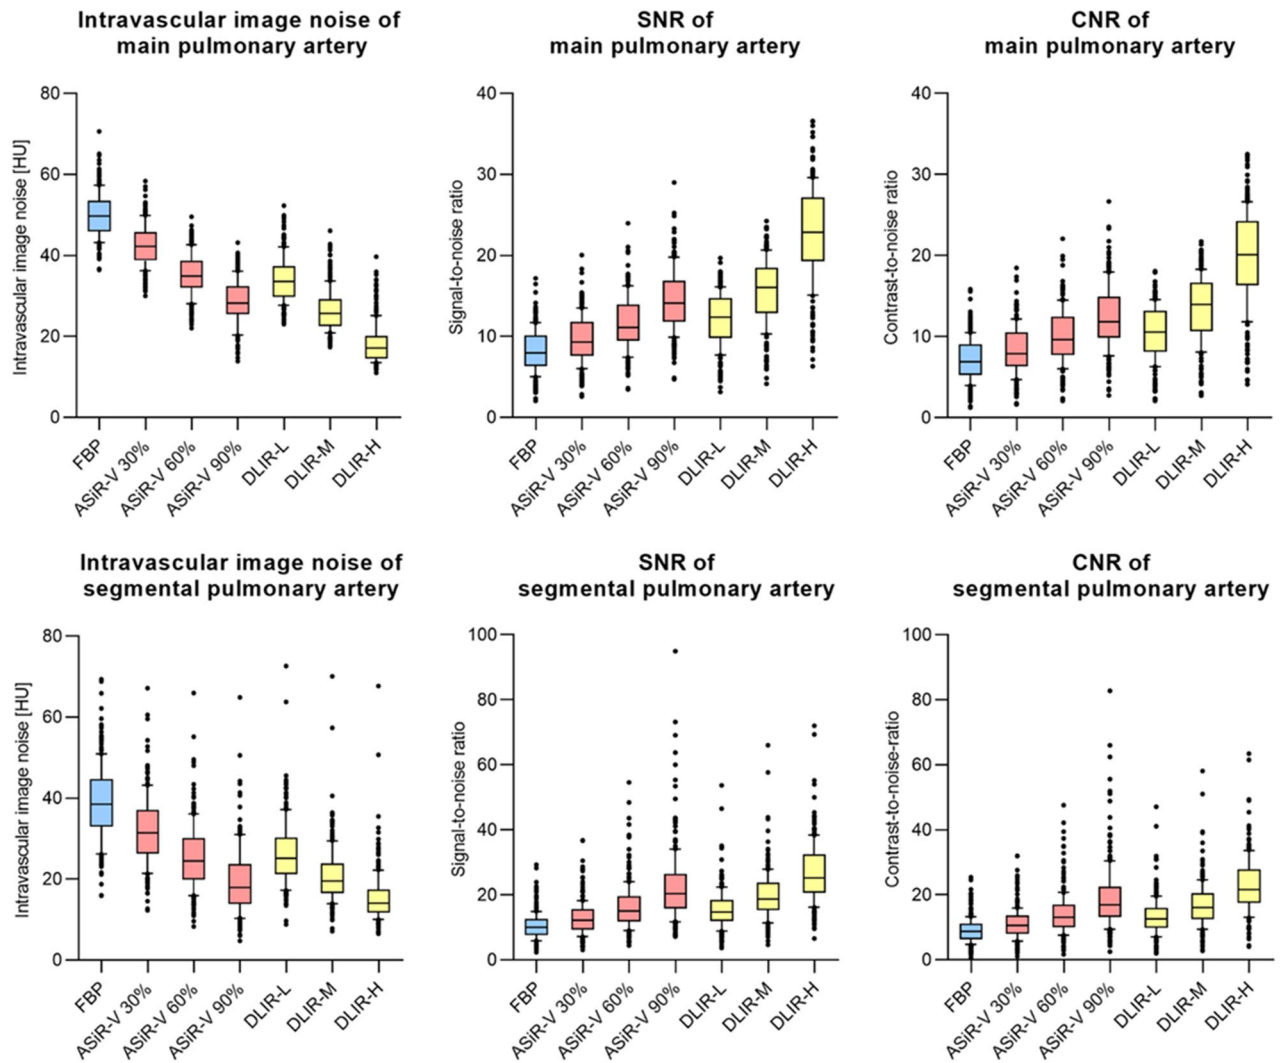 Intravascular image noise of
main pulmonary artery
SNR of
main pulmonary artery
CNR of
main pulmonary artery
Intravascular image noise [HU]
80
60
40
20
0
FBP
ASiR-V 30%
ASiR-V 60%
ASiR-V 90%
DLIR-L
DLIR-M
DLIR-H
Signal-to-noise ratio
40
30
20
10
0
FBP
ASiR-V 30%
ASiR-V 60%
ASiR-V 90%
DLIR-L
DLIR-M
DLIR-H
Contrast-to-noise ratio
40
30
20
10
0
FBP
ASiR-V 30%
ASiR-V 60%
ASiR-V 90%
DLIR-L
DLIR-M
DLIR-H
Intravascular image noise of
segmental pulmonary artery
SNR of
segmental pulmonary artery
CNR of
segmental pulmonary artery
Intravascular image noise [HU]
80
60
40
20
0
FBP
ASiR-V 30%
ASiR-V 60%
ASiR-V 90%
DLIR-L
DLIR-M
DLIR-H
Signal-to-noise ratio
100
80
60
40
20
0
FBP
ASiR-V 30%
ASiR-V 60%
ASiR-V 90%
DLIR-L
DLIR-M
DLIR-H
Contrast-to-noise-ratio
100
80
60
40
20
0
FBP
ASiR-V 30%
ASiR-V 60%
ASiR-V 90%
DLIR-L
DLIR-M
DLIR-H